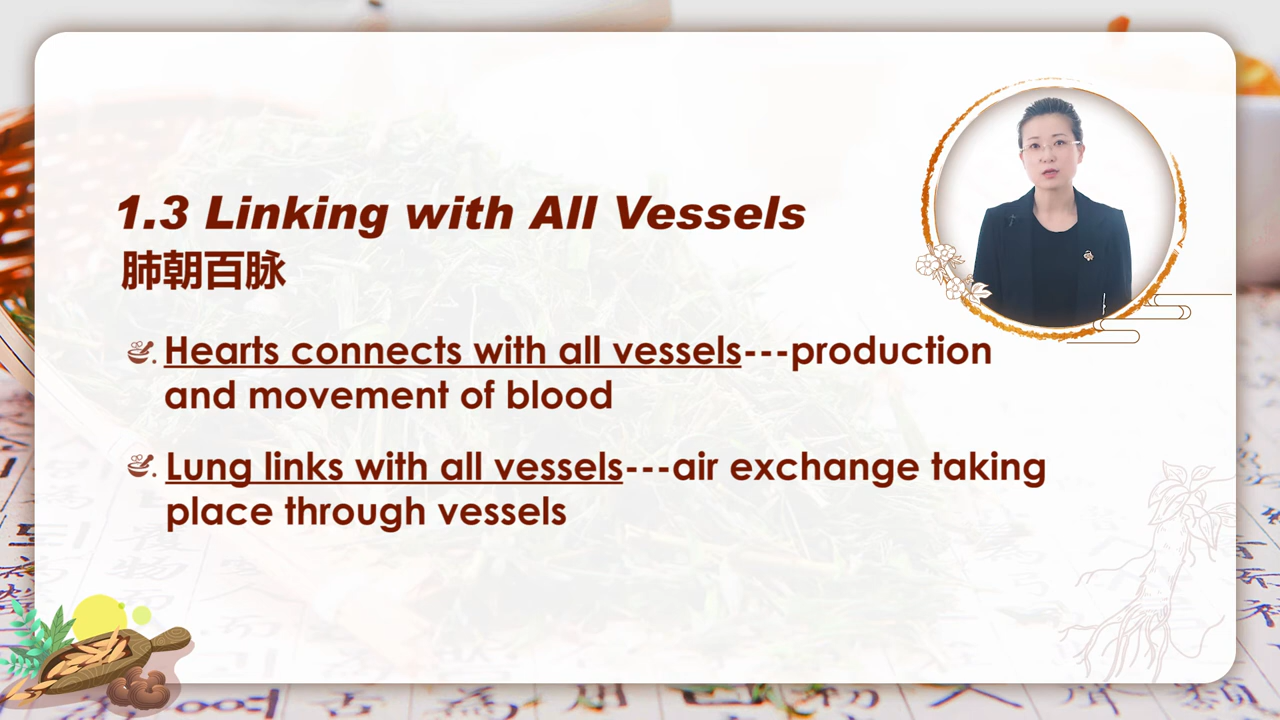 1.3 Linking with All Vessels
肺朝百脉
Hearts connects with all vessels---production
and movement of blood
Lung links with all vessels---air exchange taking
place through vessels